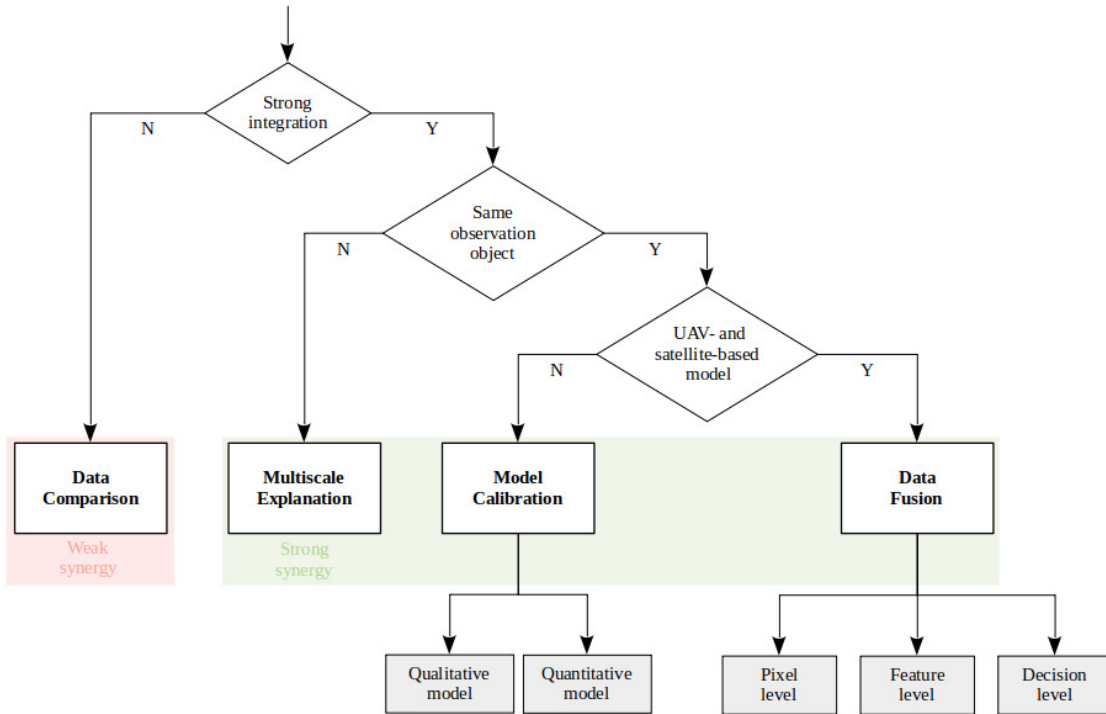 Strong
integration
N
Y
Same
observation
object
N
Y
UAV- and
satellite-based
model
N
Y
Data
Comparison
Multiscale
Explanation
Model
Calibration
Data
Fusion
Weak
synergy
Strong
synergy
Qualitative
model
Quantitative
model
Pixel
level
Feature
level
Decision
level